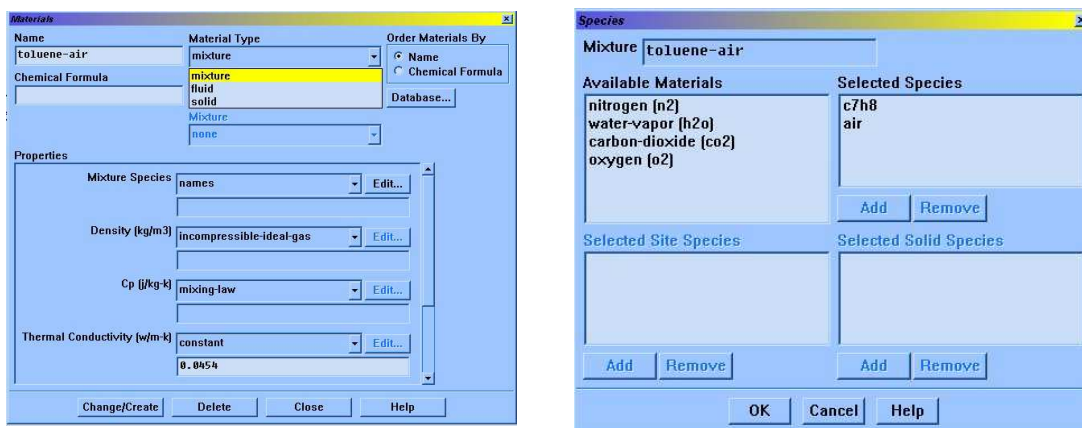 Materials
Name
toluene-air
Material Type
mixture
mixture
fluid
solid
Order Materials By
Name
Chemical Formula
Chemical Formula
Database...
Mixture
none
Properties
Mixture Species names Edit...
Density (kg/m3) incompressible-ideal-gas Edit...
Cp (j/kg-k) mixing-law Edit...
Thermal Conductivity (w/m-k) constant Edit...
0.0454
Change/Create Delete Close Help
Species
Mixture toluene-air
Available Materials
nitrogen (n2)
water-vapor (h2o)
carbon-dioxide (co2)
oxygen (o2)
Selected Species
c7h8
air
Add Remove
Selected Site Species
Add Remove
Selected Solid Species
Add Remove
OK Cancel Help